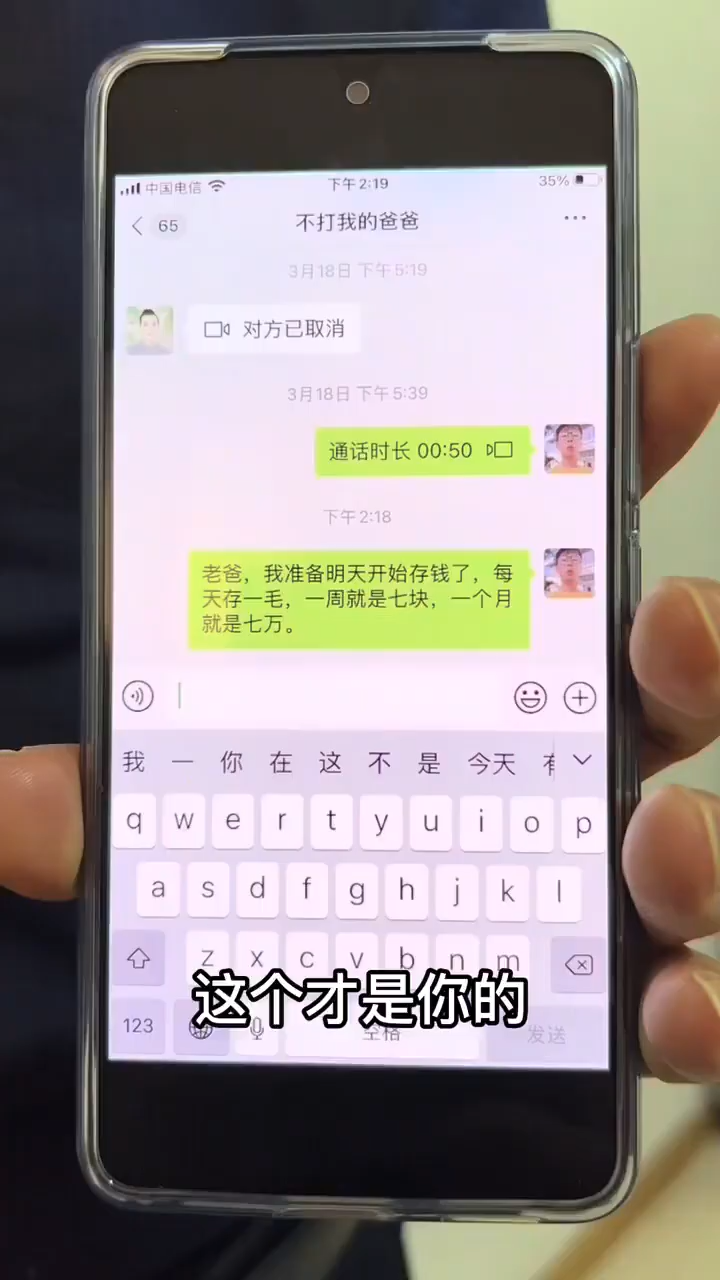 中国电信
下午2:19
35%
65
不打我的爸爸
3月18日 下午5:19
对方已取消
3月18日 下午5:39
通话时长 00:50
下午2:18
老爸，我准备明天开始存钱了，每
天存一毛，一周就是七块，一个月
就是七万。
我 一 你 在 这 不 是 今天
q w e r t y u i o p
a s d f g h j k l
z x c v b n m
这个才是你的
123
空格
发送